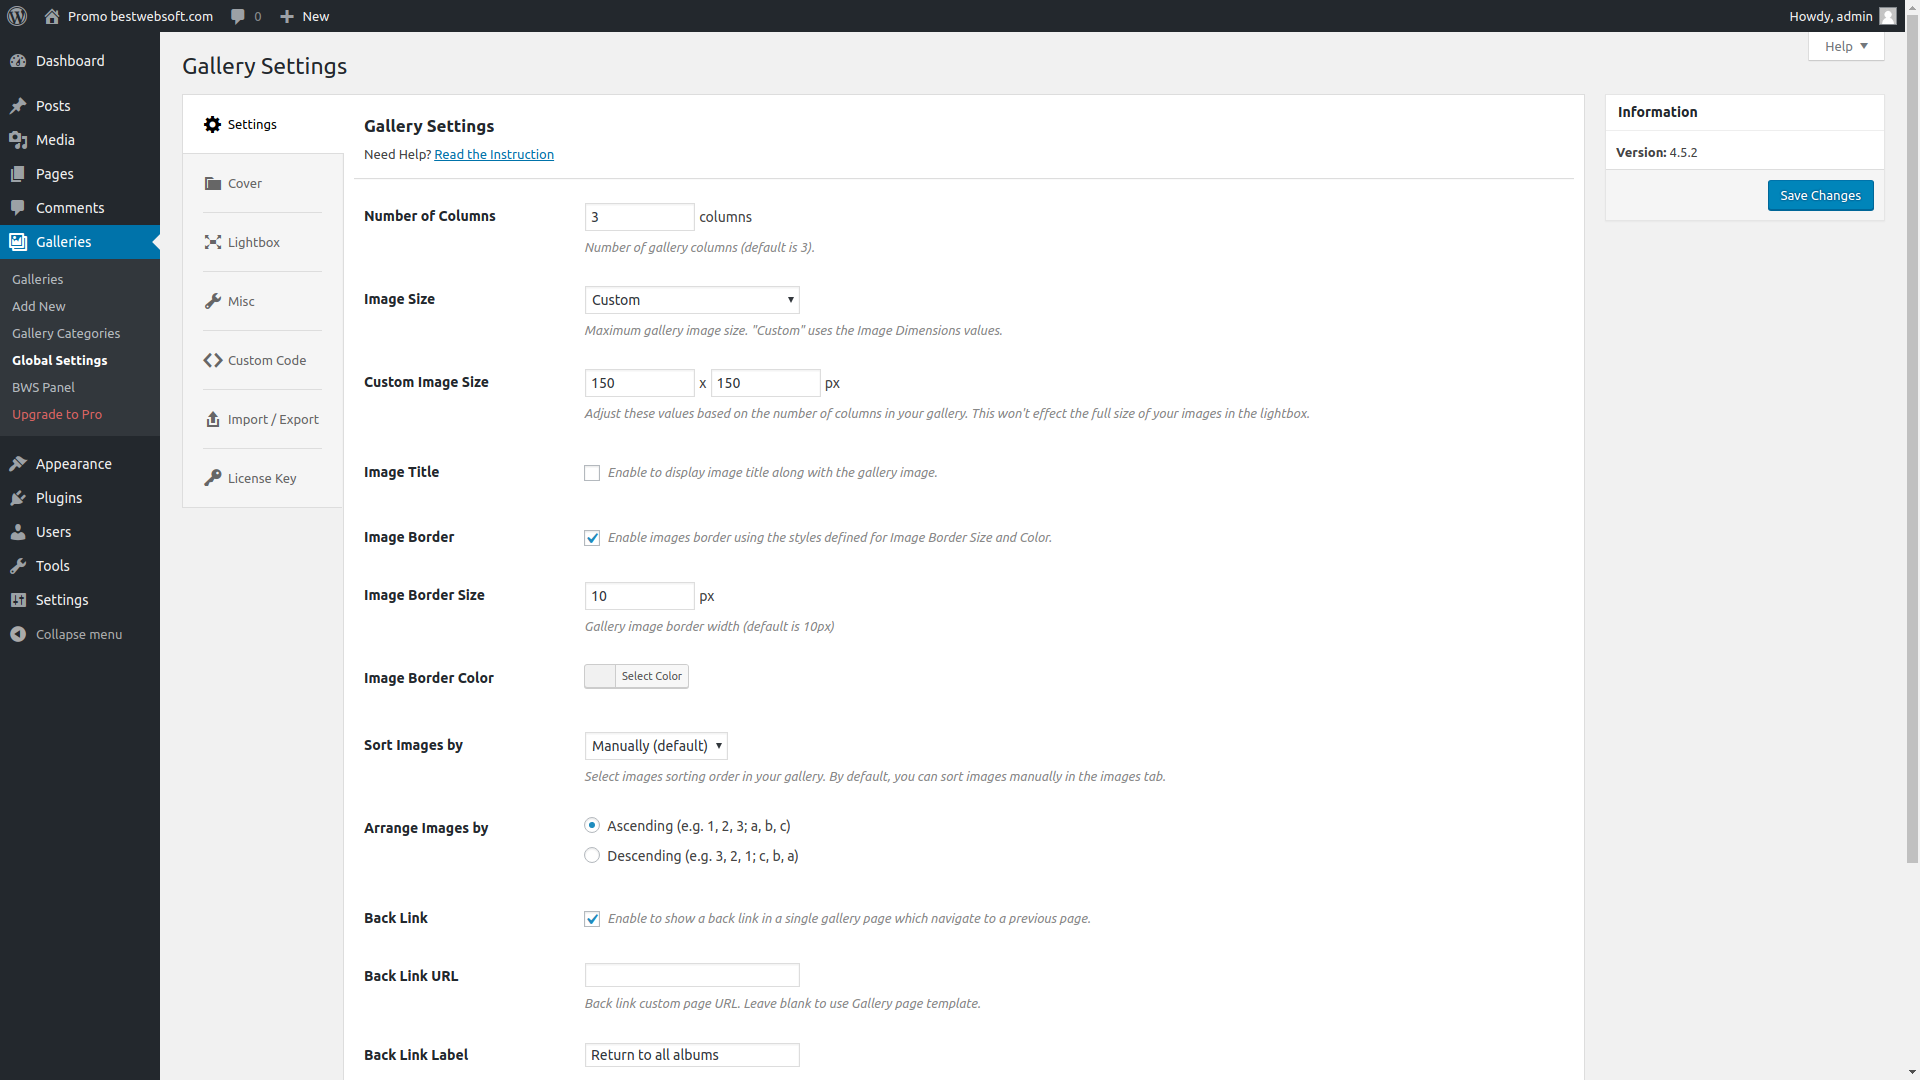 Promo bestwebsoft.com
0
New
Howdy, admin
Help
Dashboard
Posts
Media
Pages
Comments
Galleries
Galleries
Add New
Gallery Categories
Global Settings
BWS Panel
Upgrade to Pro
Appearance
Plugins
Users
Tools
Settings
Collapse menu
Gallery Settings
Settings
Cover
Lightbox
Misc
Custom Code
Import / Export
License Key
Gallery Settings
Need Help? Read the Instruction
Number of Columns
3 columns
Number of gallery columns (default is 3).
Image Size
Custom
Maximum gallery image size. "Custom" uses the Image Dimensions values.
Custom Image Size
150 x 150 px
Adjust these values based on the number of columns in your gallery. This won't effect the full size of your images in the lightbox.
Image Title
Enable to display image title along with the gallery image.
Image Border
Enable images border using the styles defined for Image Border Size and Color.
Image Border Size
10 px
Gallery image border width (default is 10px)
Image Border Color
Select Color
Sort Images by
Manually (default)
Select images sorting order in your gallery. By default, you can sort images manually in the images tab.
Arrange Images by
Ascending (e.g. 1, 2, 3; a, b, c)
Descending (e.g. 3, 2, 1; c, b, a)
Back Link
Enable to show a back link in a single gallery page which navigate to a previous page.
Back Link URL
Back link custom page URL. Leave blank to use Gallery page template.
Back Link Label
Return to all albums
Information
Version: 4.5.2
Save Changes